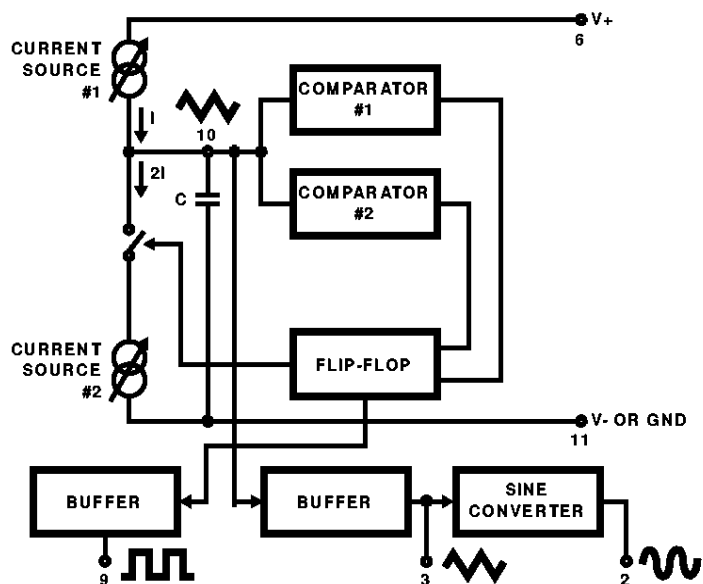 V+
6
CURRENT
SOURCE
#1
I
10
COMPARATOR
#1
2I
C
COMPARATOR
#2
CURRENT
SOURCE
#2
FLIP-FLOP
V- OR GND
11
BUFFER
BUFFER
SINE
CONVERTER
9
3
2